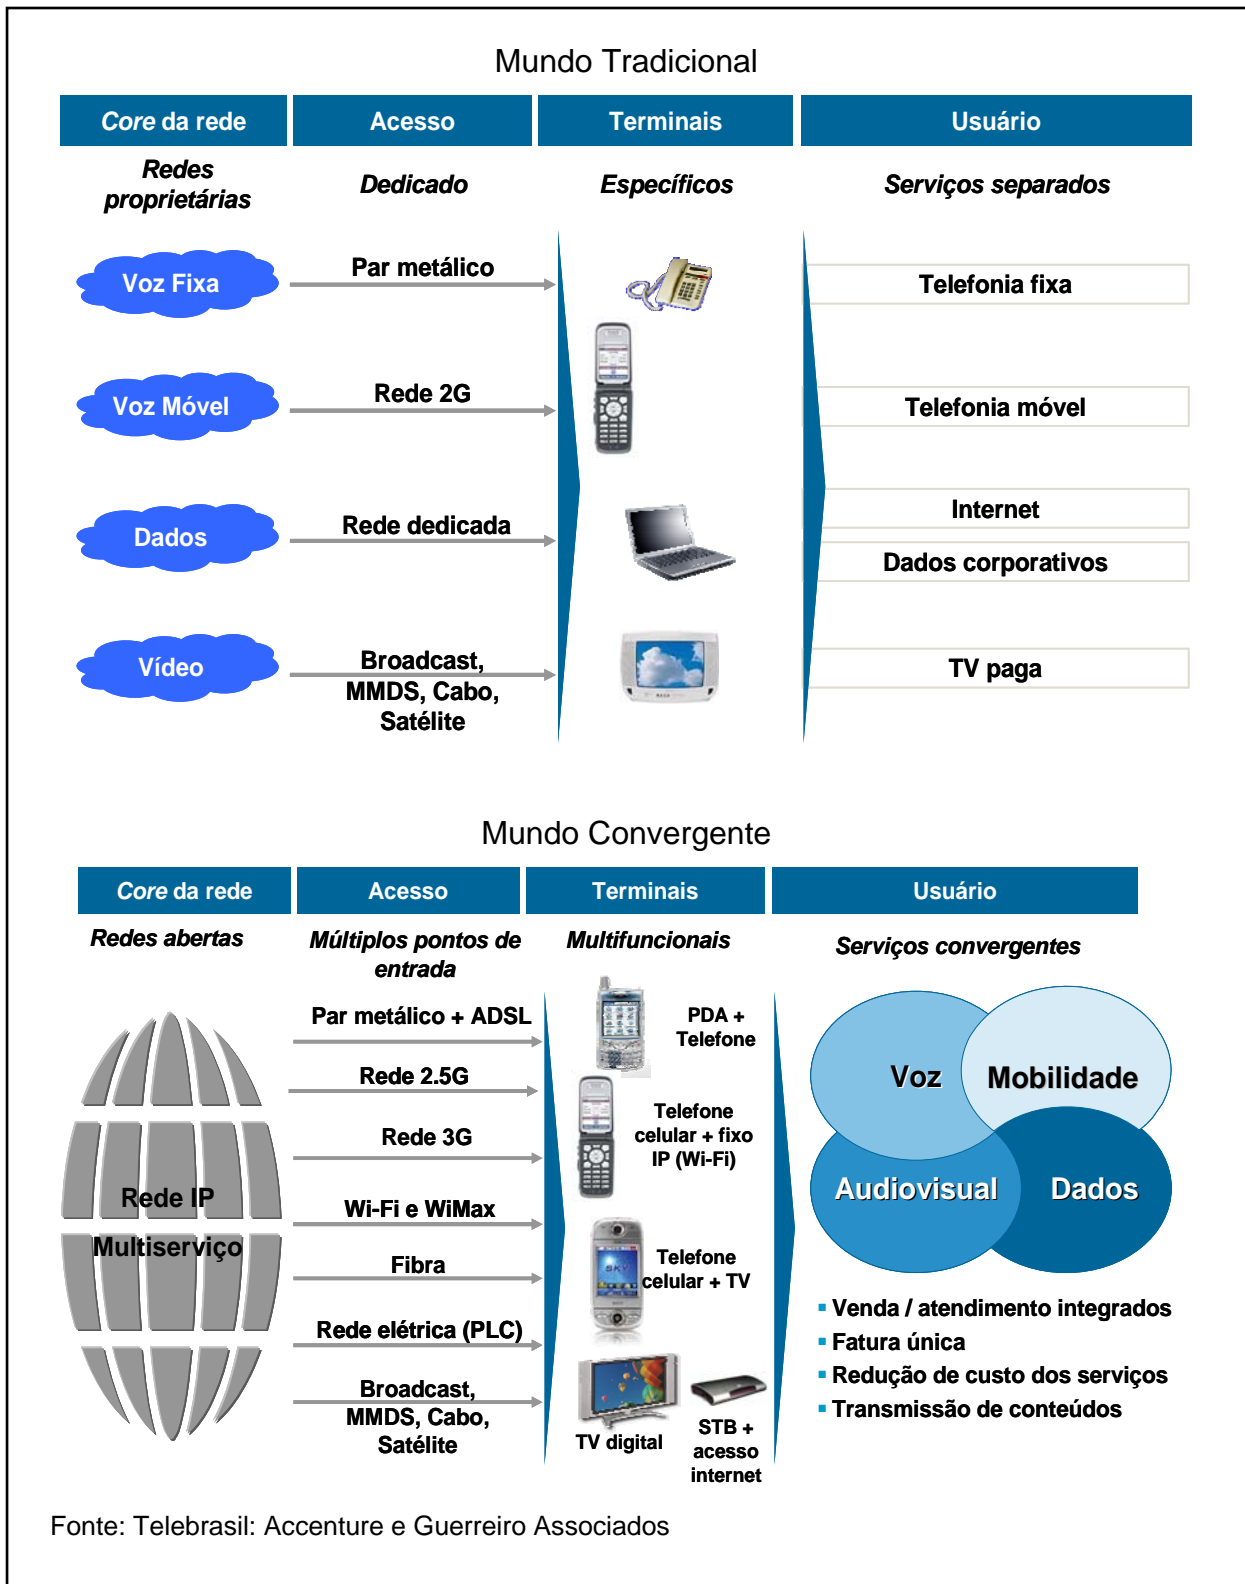 Mundo Tradicional
Core da rede
Acesso
Terminais
Usuário
Redes
proprietárias
Dedicado
Específicos
Serviços separados
Voz Fixa
Par metálico
Telefonia fixa
Voz Móvel
Rede 2G
Telefonia móvel
Dados
Rede dedicada
Internet
Dados corporativos
Vídeo
Broadcast,
MMDS, Cabo,
Satélite
TV paga
Mundo Convergente
Core da rede
Acesso
Terminais
Usuário
Redes abertas
Múltiplos pontos de
entrada
Multifuncionais
Serviços convergentes
Rede IP
Multiserviço
Par metálico + ADSL
Rede 2.5G
Rede 3G
Wi-Fi e WiMax
Fibra
Rede elétrica (PLC)
Broadcast,
MMDS, Cabo,
Satélite
PDA +
Telefone
Telefone
celular + fixo
IP (Wi-Fi)
SKY
Telefone
celular + TV
TV digital
STB +
acesso
internet
Voz
Mobilidade
Audiovisual
Dados
▪ Venda / atendimento integrados
▪ Fatura única
▪ Redução de custo dos serviços
▪ Transmissão de conteúdos
Fonte: Telebrasil: Accenture e Guerreiro Associados